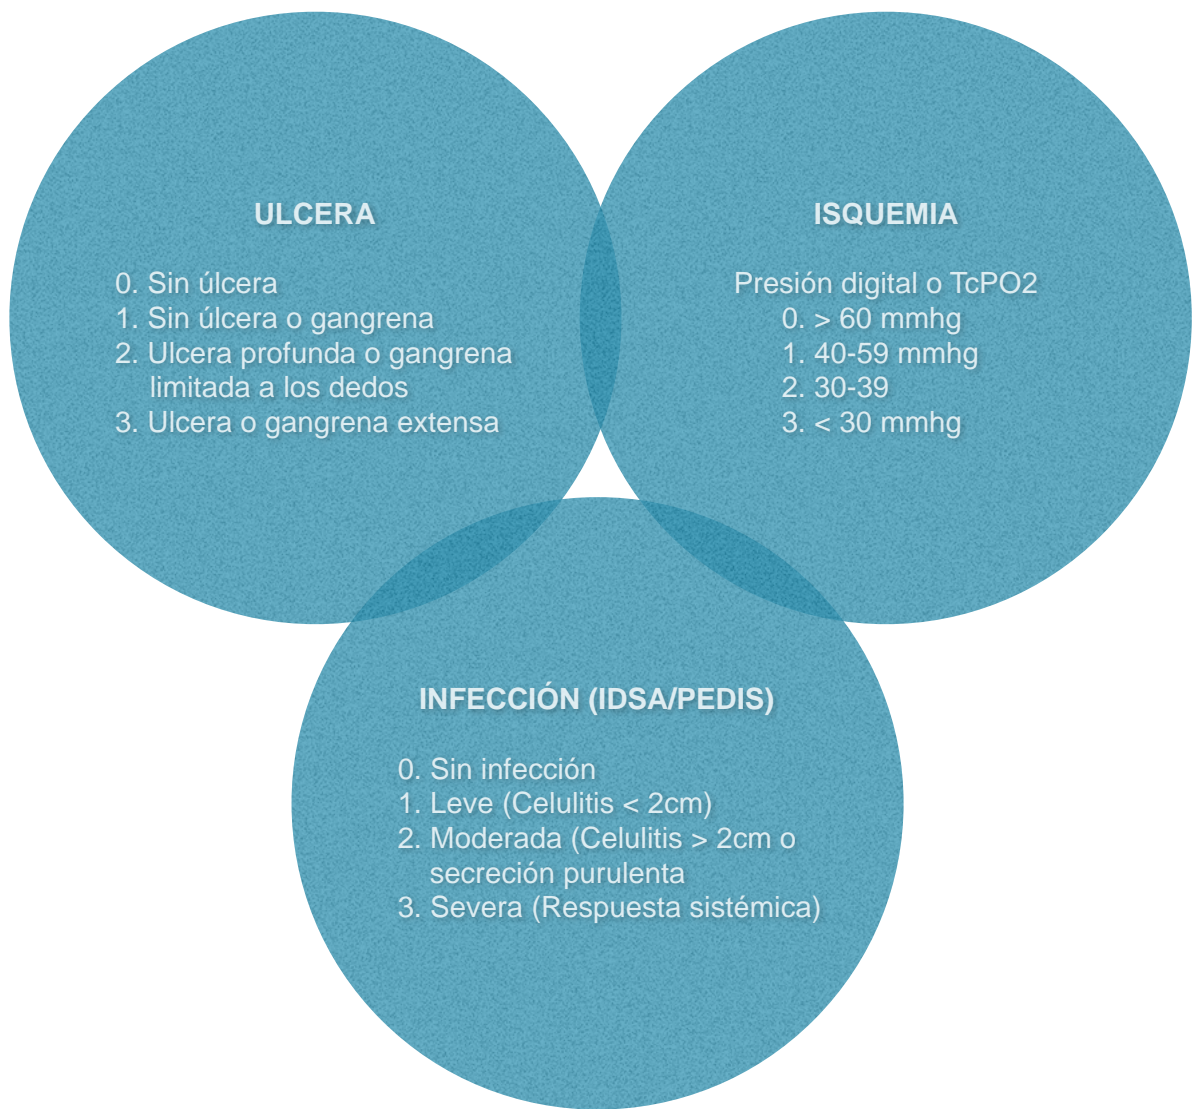 ULCERA
0. Sin úlcera
1. Sin úlcera o gangrena
2. Ulcera profunda o gangrena
limitada a los dedos
3. Ulcera o gangrena extensa
ISQUEMIA
Presión digital o TcPO2
0. > 60 mmhg
1. 40-59 mmhg
2. 30-39
3. < 30 mmhg
INFECCIÓN (IDSA/PEDIS)
0. Sin infección
1. Leve (Celulitis < 2cm)
2. Moderada (Celulitis > 2cm o
secreción purulenta
3. Severa (Respuesta sistémica)